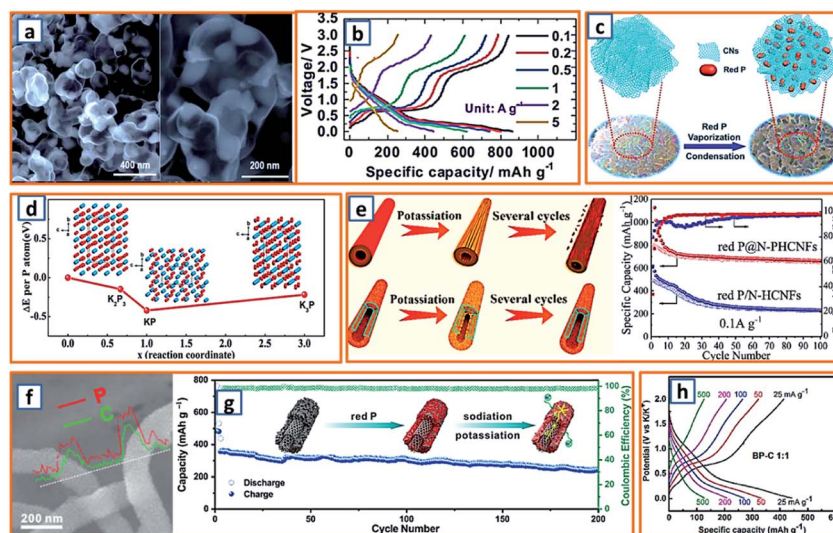 a
400 nm
200 nm
b
Voltage/ V
3.0
2.5
2.0
1.5
1.0
0.5
0.0
0 200 400 600 800 1000
Specific capacity/ mAh g⁻¹
0.1
0.2
0.5
1
2
5
Unit: A g⁻¹
c
CNs
Red P
Red P
Vaporization
Condensation
d
ΔE per P atom(eV)
0.5
0.0
-0.5
K₂P₃
KP
K₃P
0.0 0.5 1.0 1.5 2.0 2.5 3.0
x (reaction coordinate)
e
Potassiation
Several cycles
Potassiation
Several cycles
Specific Capacity (mAh g⁻¹)
1200
1000
800
600
400
200
0
100
80
60
40
20
red P@N-PHCNFs
red P/N-HCNFs
0.1A g⁻¹
0 10 20 30 40 50 60 70 80 90 100
Cycle Number
f
P
C
200 nm
g
Capacity (mAh g⁻¹)
800
600
400
200
0
red P
sodiation
potassiation
Discharge
Charge
0 50 100 150 200
Cycle Number
100
80
60
40
20
0
Coulombic Efficiency (%)
h
Potential (V vs K/K⁺)
2.0
1.5
1.0
0.5
0.0
500 200 100 50 25 mA g⁻¹
BP-C 1:1
500 200 100 50 25 mA g⁻¹
0 100 200 300 400 500
Specific capacity (mAh g⁻¹)